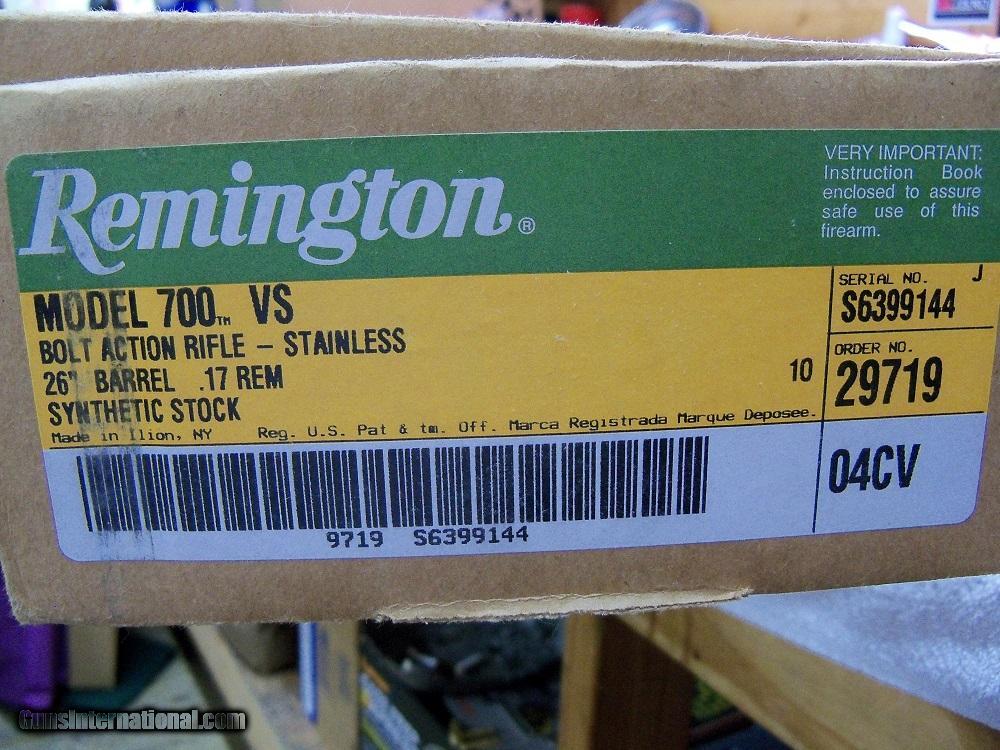 Remington®
VERY IMPORTANT:
Instruction Book
enclosed to assure
safe use of this
firearm.
MODEL 700™ VS
BOLT ACTION RIFLE – STAINLESS
26" BARREL .17 REM
SYNTHETIC STOCK
10
Made in Ilion, NY Reg. U.S. Pat & tm. Off. Marca Registrada Marque Deposee.
SERIAL NO. J
S6399144
ORDER NO.
29719
04CV
9719 S6399144
GunsInternational.com